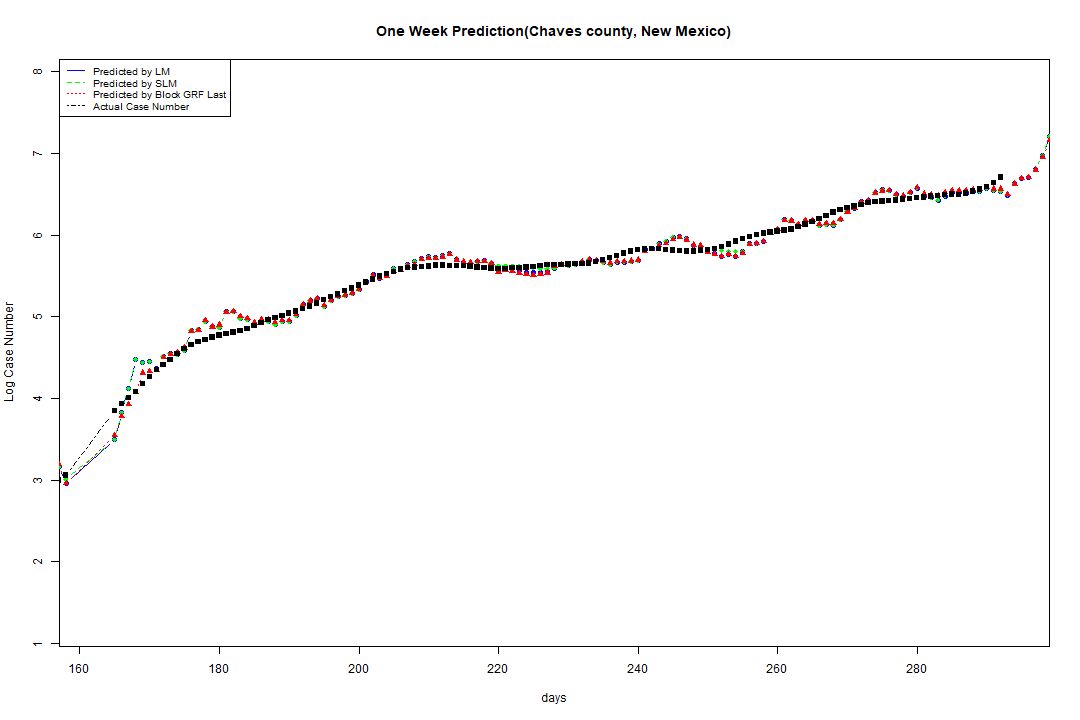 One Week Prediction(Chaves county, New Mexico)
Predicted by LM
Predicted by SLM
Predicted by Block GRF Last
Actual Case Number
8
7
6
5
4
3
2
1
Log Case Number
160 180 200 220 240 260 280
days